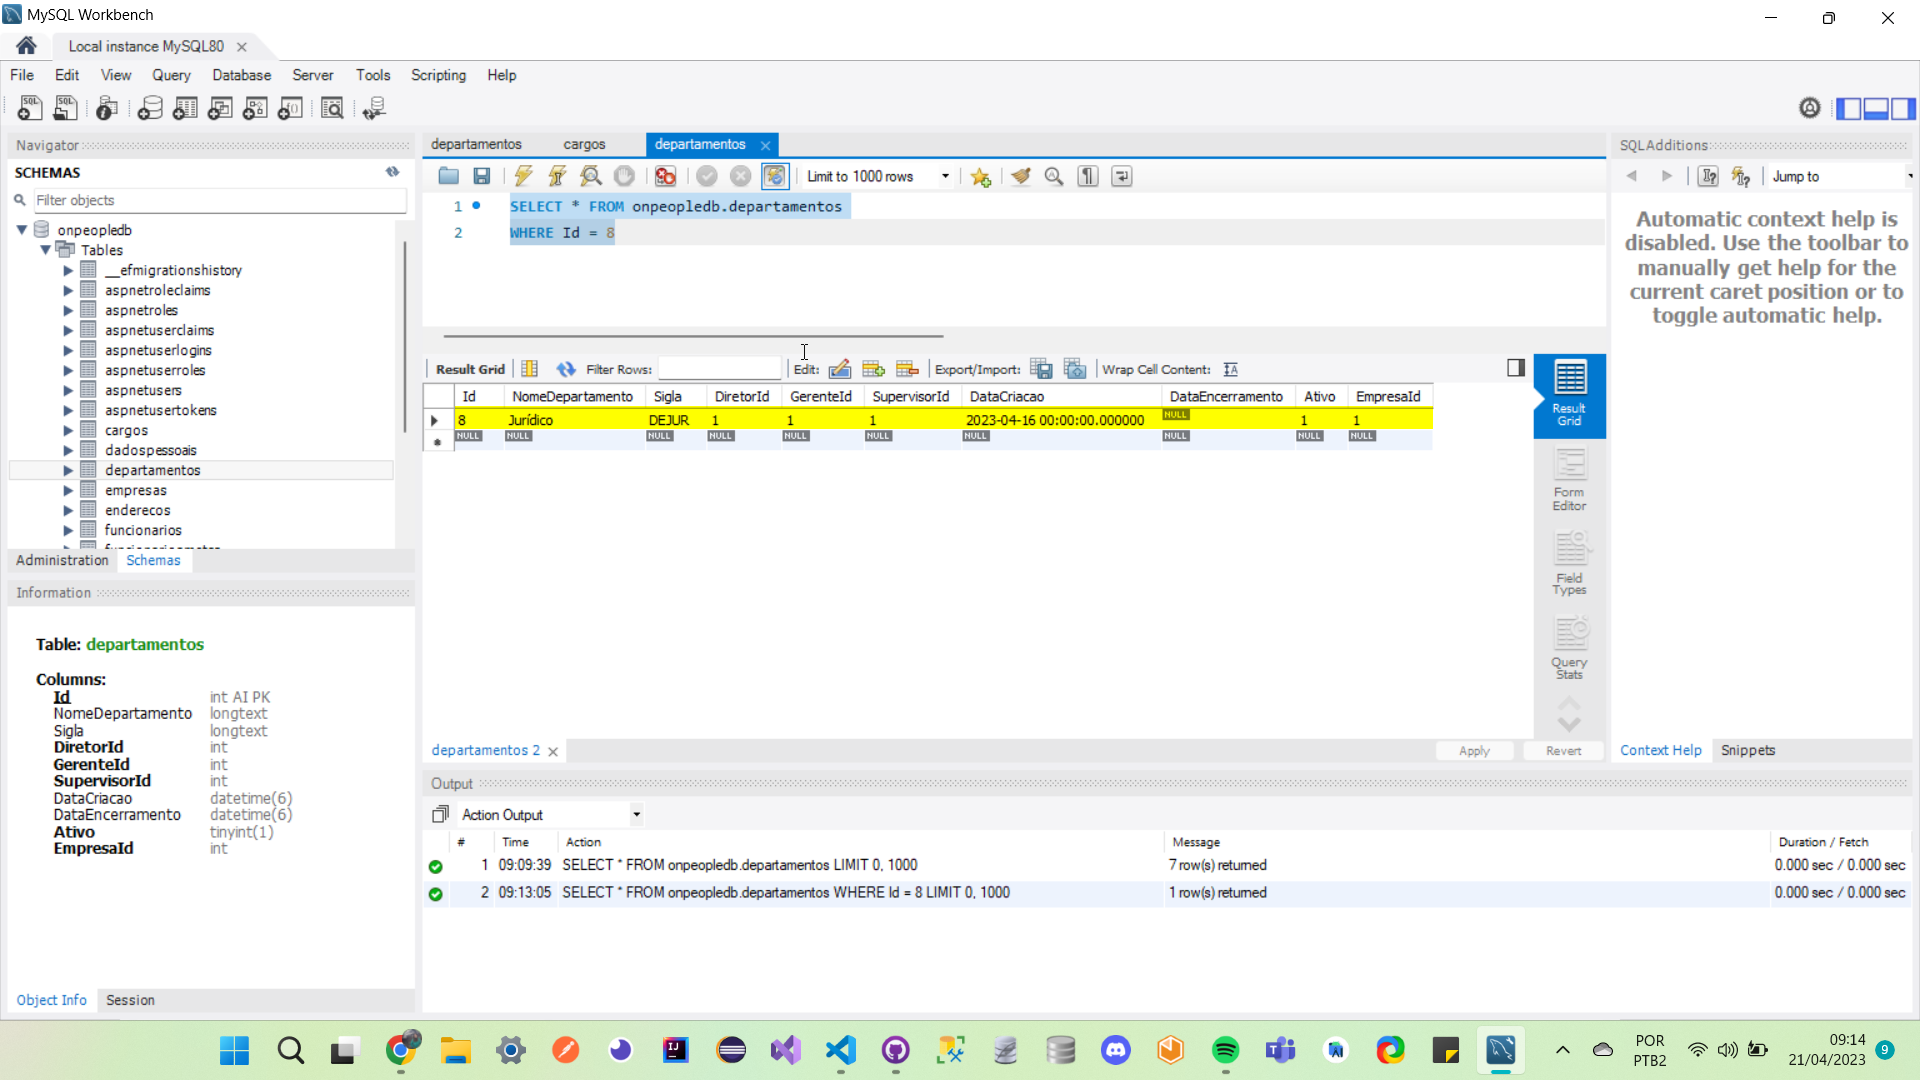 MySQL Workbench
Local instance MySQL80
File Edit View Query Database Server Tools Scripting Help
Navigator
SCHEMAS
Filter objects
onpeopledb
Tables
__efmigrationshistory
aspnetroleclaims
aspnetroles
aspnetuserclaims
aspnetuserlogins
aspnetuserroles
aspnetusers
aspnetusertokens
cargos
dadospessoais
departamentos
empresas
enderecos
funcionarios
Administration Schemas
Information
Table: departamentos
Columns:
Id int AI PK
NomeDepartamento longtext
Sigla longtext
DiretorId int
GerenteId int
SupervisorId int
DataCriacao datetime(6)
DataEncerramento datetime(6)
Ativo tinyint(1)
EmpresaId int
Object Info Session
departamentos cargos departamentos
Limit to 1000 rows
1 SELECT * FROM onpeopledb.departamentos
2 WHERE Id = 8
Result Grid Filter Rows: Edit: Export/Import: Wrap Cell Content:
Id NomeDepartamento Sigla DiretorId GerenteId SupervisorId DataCriacao DataEncerramento Ativo EmpresaId
8 Jurídico DEJUR 1 1 1 2023-04-16 00:00:00.000000 NULL 1 1
NULL NULL NULL NULL NULL NULL NULL NULL NULL
Result Grid
Form Editor
Field Types
Query Stats
departamentos 2
Apply Revert
Output
Action Output
# Time Action Message Duration / Fetch
1 09:09:39 SELECT * FROM onpeopledb.departamentos LIMIT 0, 1000 7 row(s) returned 0.000 sec / 0.000 sec
2 09:13:05 SELECT * FROM onpeopledb.departamentos WHERE Id = 8 LIMIT 0, 1000 1 row(s) returned 0.000 sec / 0.000 sec
SQLAdditions
Jump to
Automatic context help is
disabled. Use the toolbar to
manually get help for the
current caret position or to
toggle automatic help.
Context Help Snippets
POR
PTB2
09:14
21/04/2023
9